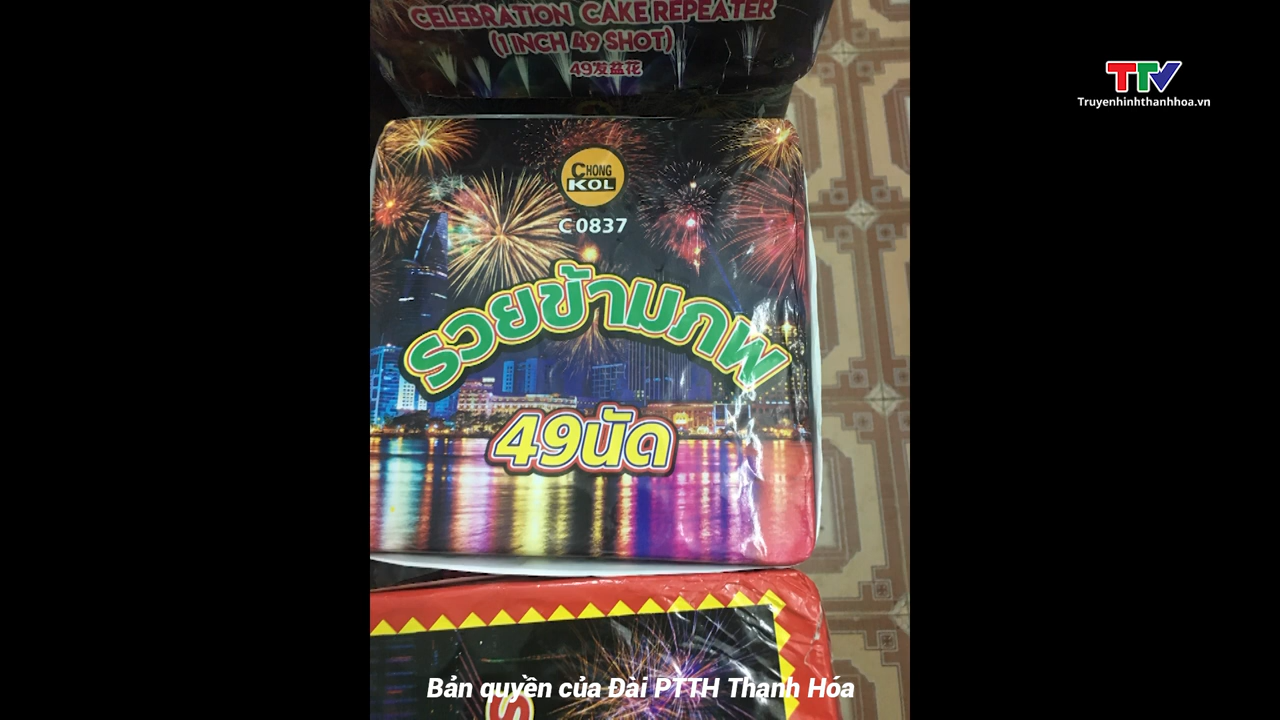 CELEBRATION CAKE REPEATER
(1 INCH 49 SHOT)
49发盆花
TTV
Truyenhinhthanhhoa.vn
CHONG
KOL
C0837
รวยข้ามภพ
49นัด
Bản quyền của Đài PTTH Thanh Hóa